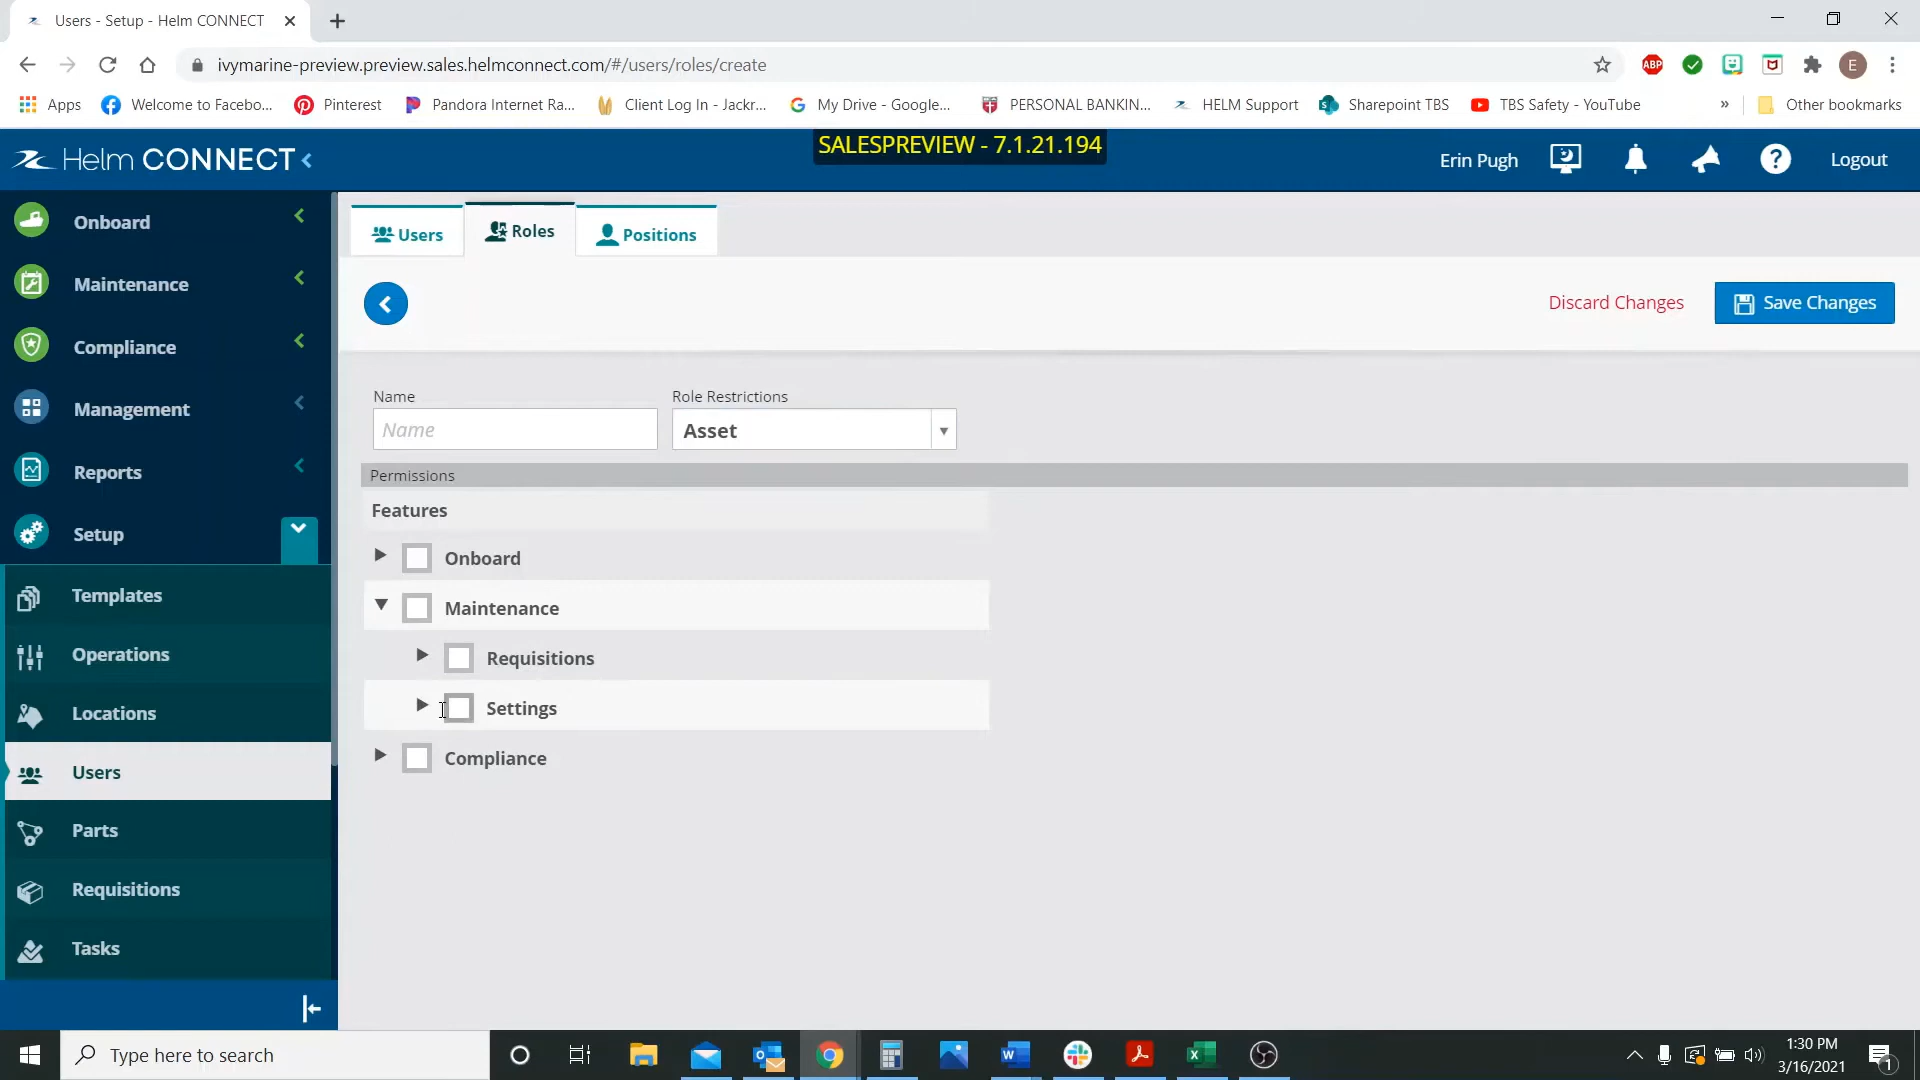 Users - Setup - Helm CONNECT
ivymarine-preview.preview.sales.helmconnect.com/#/users/roles/create
ABP
E
Apps
Welcome to Facebo...
Pinterest
Pandora Internet Ra...
Client Log In - Jackr...
My Drive - Google...
PERSONAL BANKIN...
HELM Support
Sharepoint TBS
TBS Safety - YouTube
»
Other bookmarks
Helm CONNECT
SALESPREVIEW - 7.1.21.194
Erin Pugh
Logout
Onboard
Maintenance
Compliance
Management
Reports
Setup
Templates
Operations
Locations
Users
Parts
Requisitions
Tasks
Users
Roles
Positions
Discard Changes
Save Changes
Name
Role Restrictions
Name
Asset
Permissions
Features
Onboard
Maintenance
Requisitions
Settings
Compliance
Type here to search
1:30 PM
3/16/2021
1